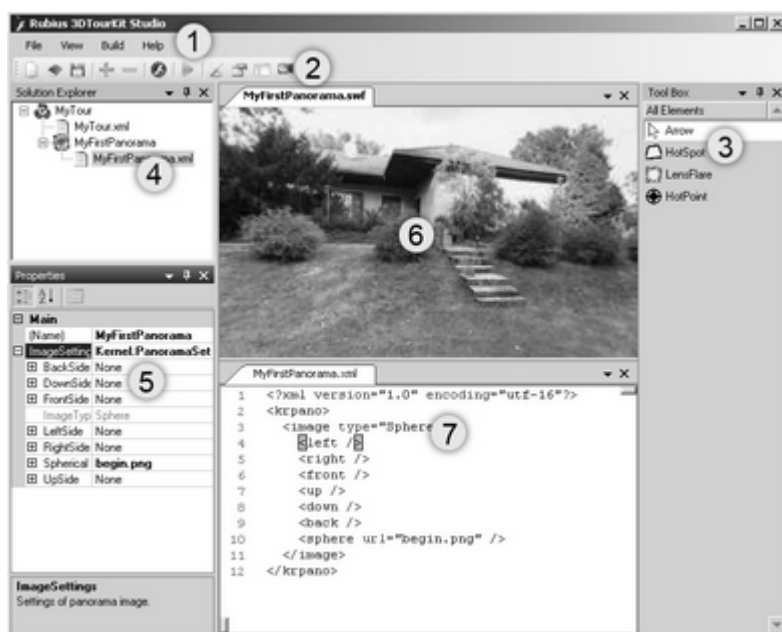 Rubius 3DTourKit Studio
File View Build Help
1
2
Solution Explorer
MyTour
MyTour.xml
MyFirstPanorama
MyFirstPanorama.xml
4
MyFirstPanorama.swf
6
Tool Box
All Elements
Arrow
HotSpot
LensFlare
HotPoint
3
Properties
Main
(Name) MyFirstPanorama
ImageSetting Kernel.PanoramaSet
BackSide None
DownSide None
FrontSide None
ImageTyp Sphere
LeftSide None
RightSide None
Spherical begin.png
UpSide None
5
ImageSettings
Settings of panorama image.
MyFirstPanorama.xml
1 <?xml version="1.0" encoding="utf-16"?>
2 <krpano>
3 <image type="Sphere
4 <left />
5 <right />
6 <front />
7 <up />
8 <down />
9 <back />
10 <sphere url="begin.png" />
11 </image>
12 </krpano>
7